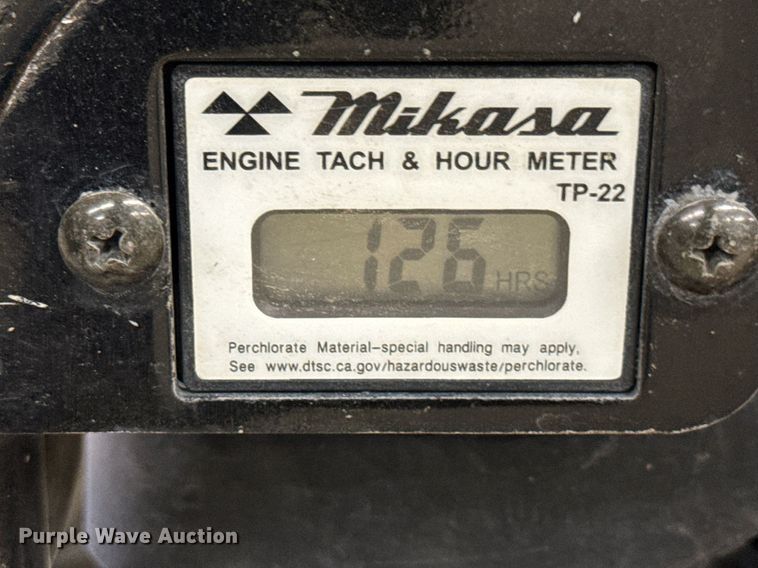 Mikasa
ENGINE TACH & HOUR METER
TP-22
126 HRS
Perchlorate Material-special handling may apply,
See www.dtsc.ca.gov/hazardouswaste/perchlorate.
Purple Wave Auction